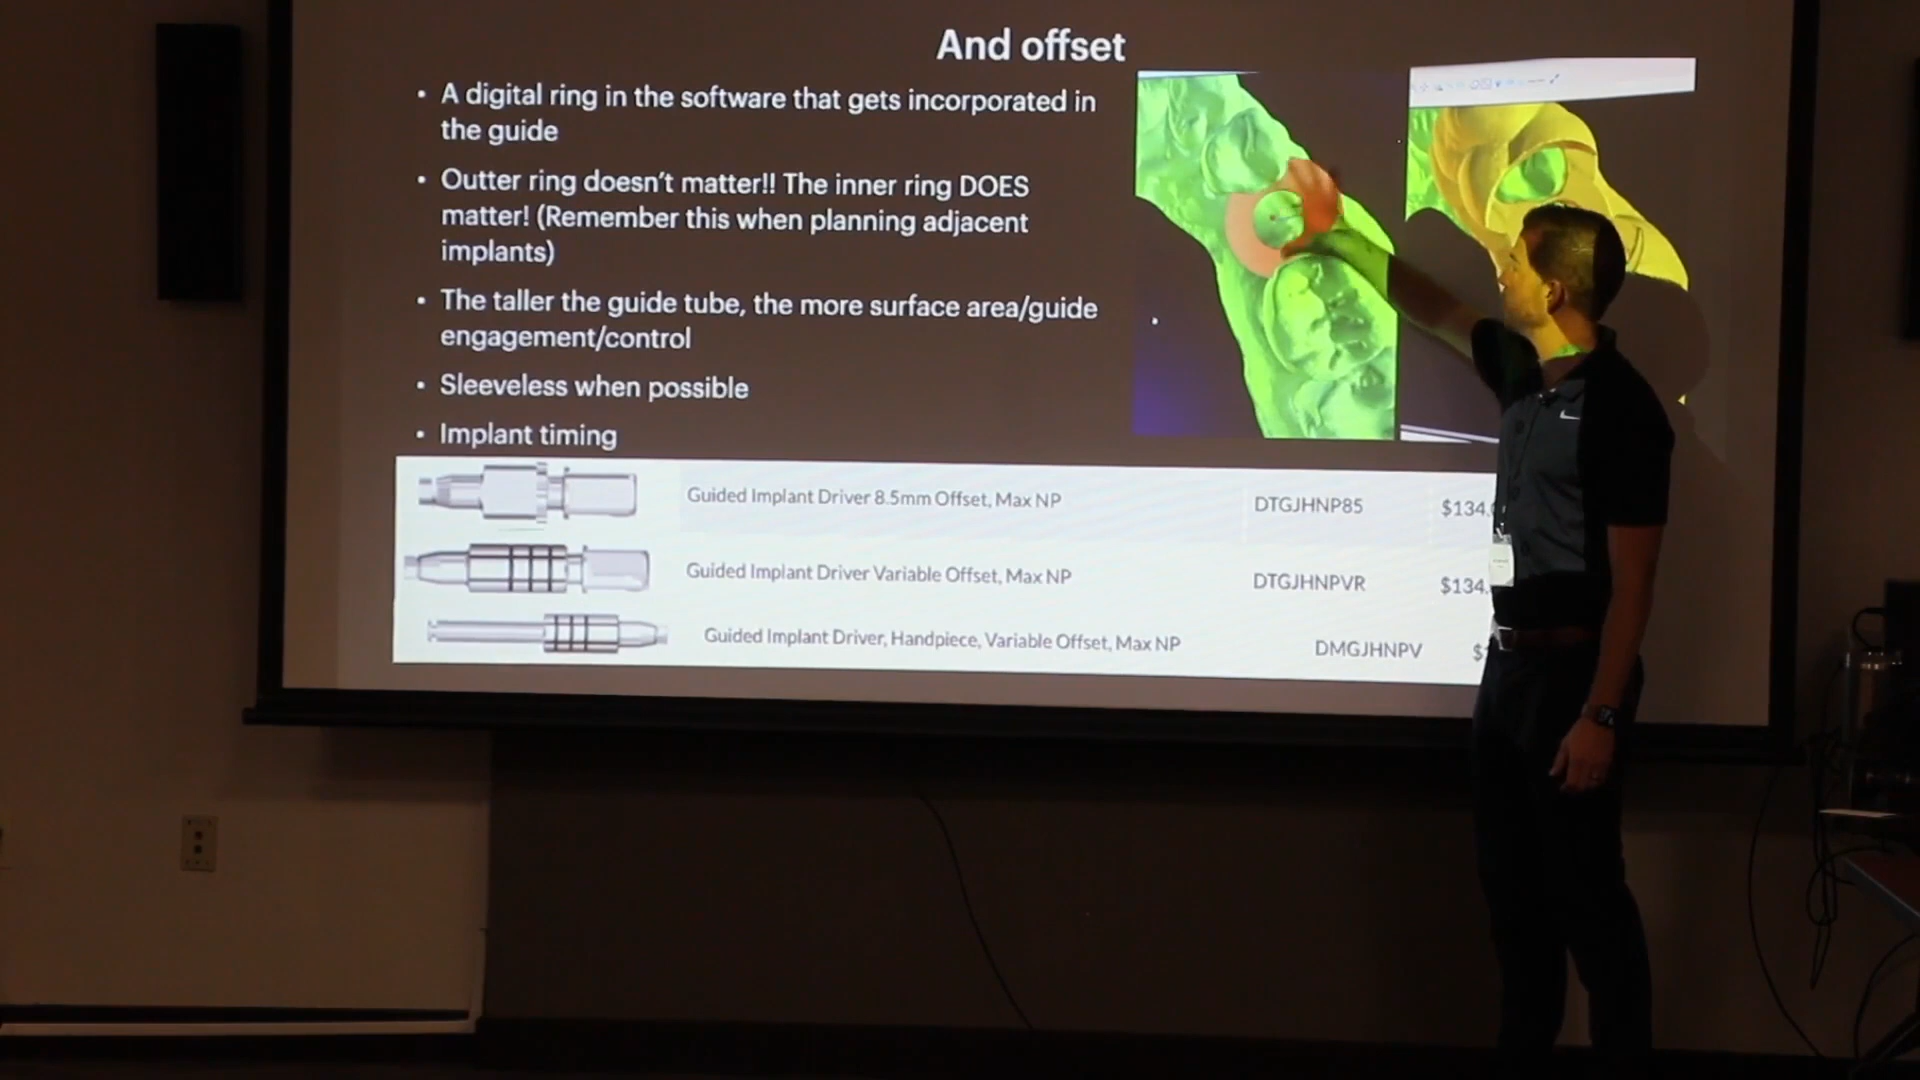 And offset
• A digital ring in the software that gets incorporated in
the guide
• Outter ring doesn't matter!! The inner ring DOES
matter! (Remember this when planning adjacent
implants)
• The taller the guide tube, the more surface area/guide
engagement/control
• Sleeveless when possible
• Implant timing
Guided Implant Driver 8.5mm Offset, Max NP DTGJHNP85 $134.
Guided Implant Driver Variable Offset, Max NP DTGJHNPVR $134.
Guided Implant Driver, Handpiece, Variable Offset, Max NP DMGJHNPV $